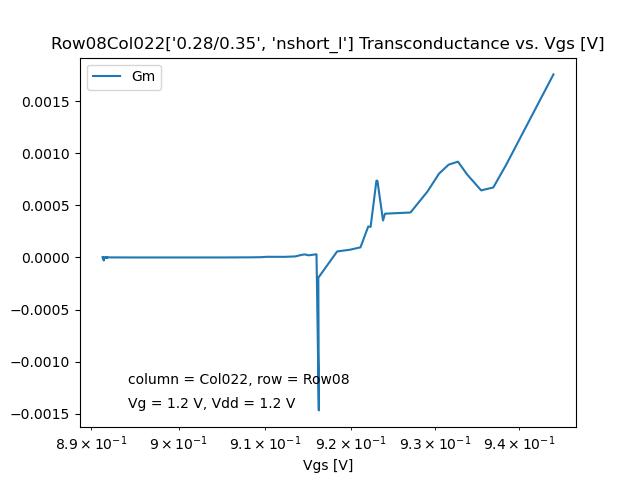 Row08Col022['0.28/0.35', 'nshort_l'] Transconductance vs. Vgs [V]
Gm
0.0015
0.0010
0.0005
0.0000
−0.0005
−0.0010
−0.0015
column = Col022, row = Row08
Vg = 1.2 V, Vdd = 1.2 V
8.9 × 10⁻¹ 9 × 10⁻¹ 9.1 × 10⁻¹ 9.2 × 10⁻¹ 9.3 × 10⁻¹ 9.4 × 10⁻¹
Vgs [V]